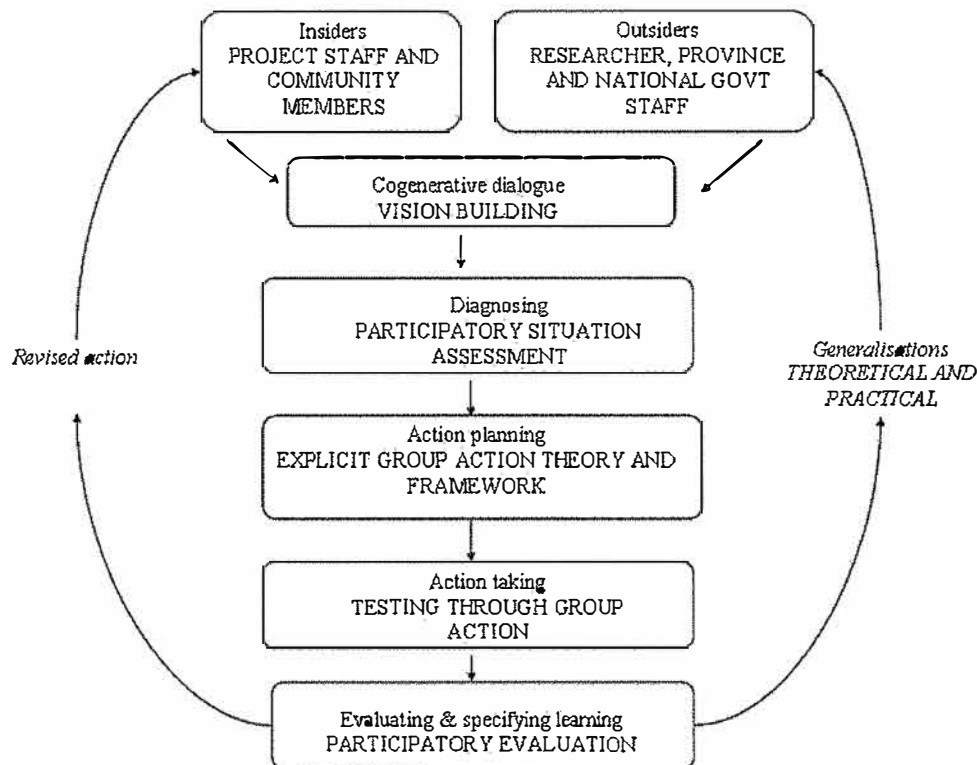 Insiders
PROJECT STAFF AND
COMMUNITY
MEMBERS
Outsiders
RESEARCHER, PROVINCE
AND NATIONAL GOVT
STAFF
Cogenerative dialogue
VISION BUILDING
Diagnosing
PARTICIPATORY SITUATION
ASSESSMENT
Revised action
Generalisations
THEORETICAL AND
PRACTICAL
Action planning
EXPLICIT GROUP ACTION THEORY AND
FRAMEWORK
Action taking
TESTING THROUGH GROUP
ACTION
Evaluating & specifying learning
PARTICIPATORY EVALUATION